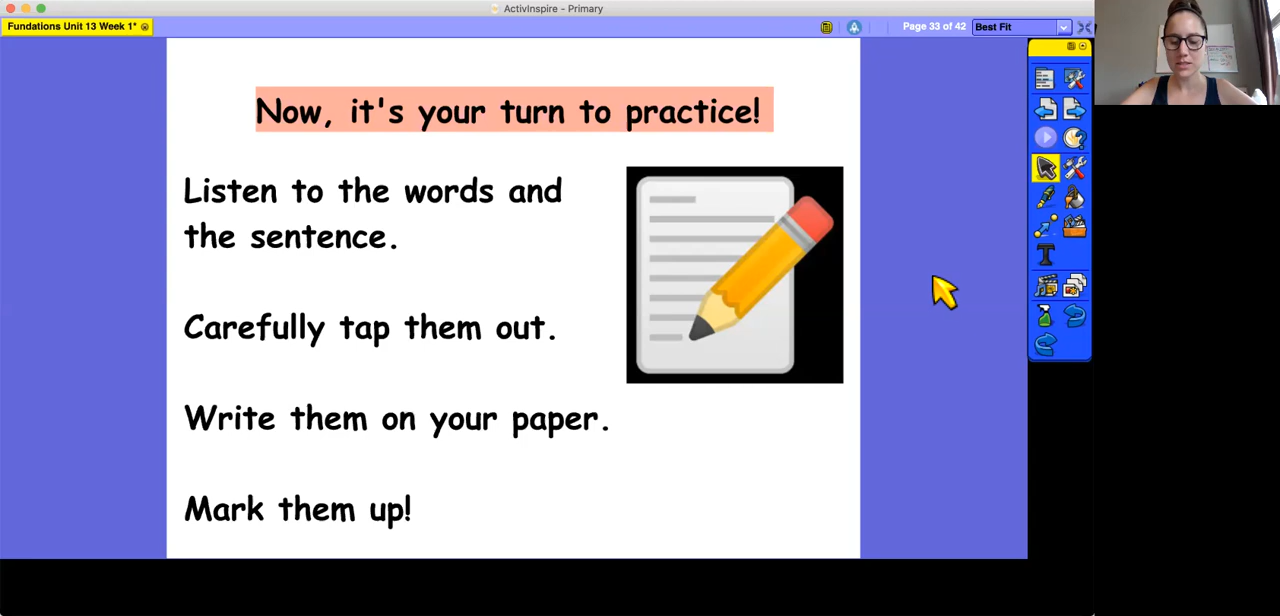 ActivInspire - Primary
Fundations Unit 13 Week 1*
Page 33 of 42
Best Fit
Now, it's your turn to practice!
Listen to the words and
the sentence.
Carefully tap them out.
Write them on your paper.
Mark them up!